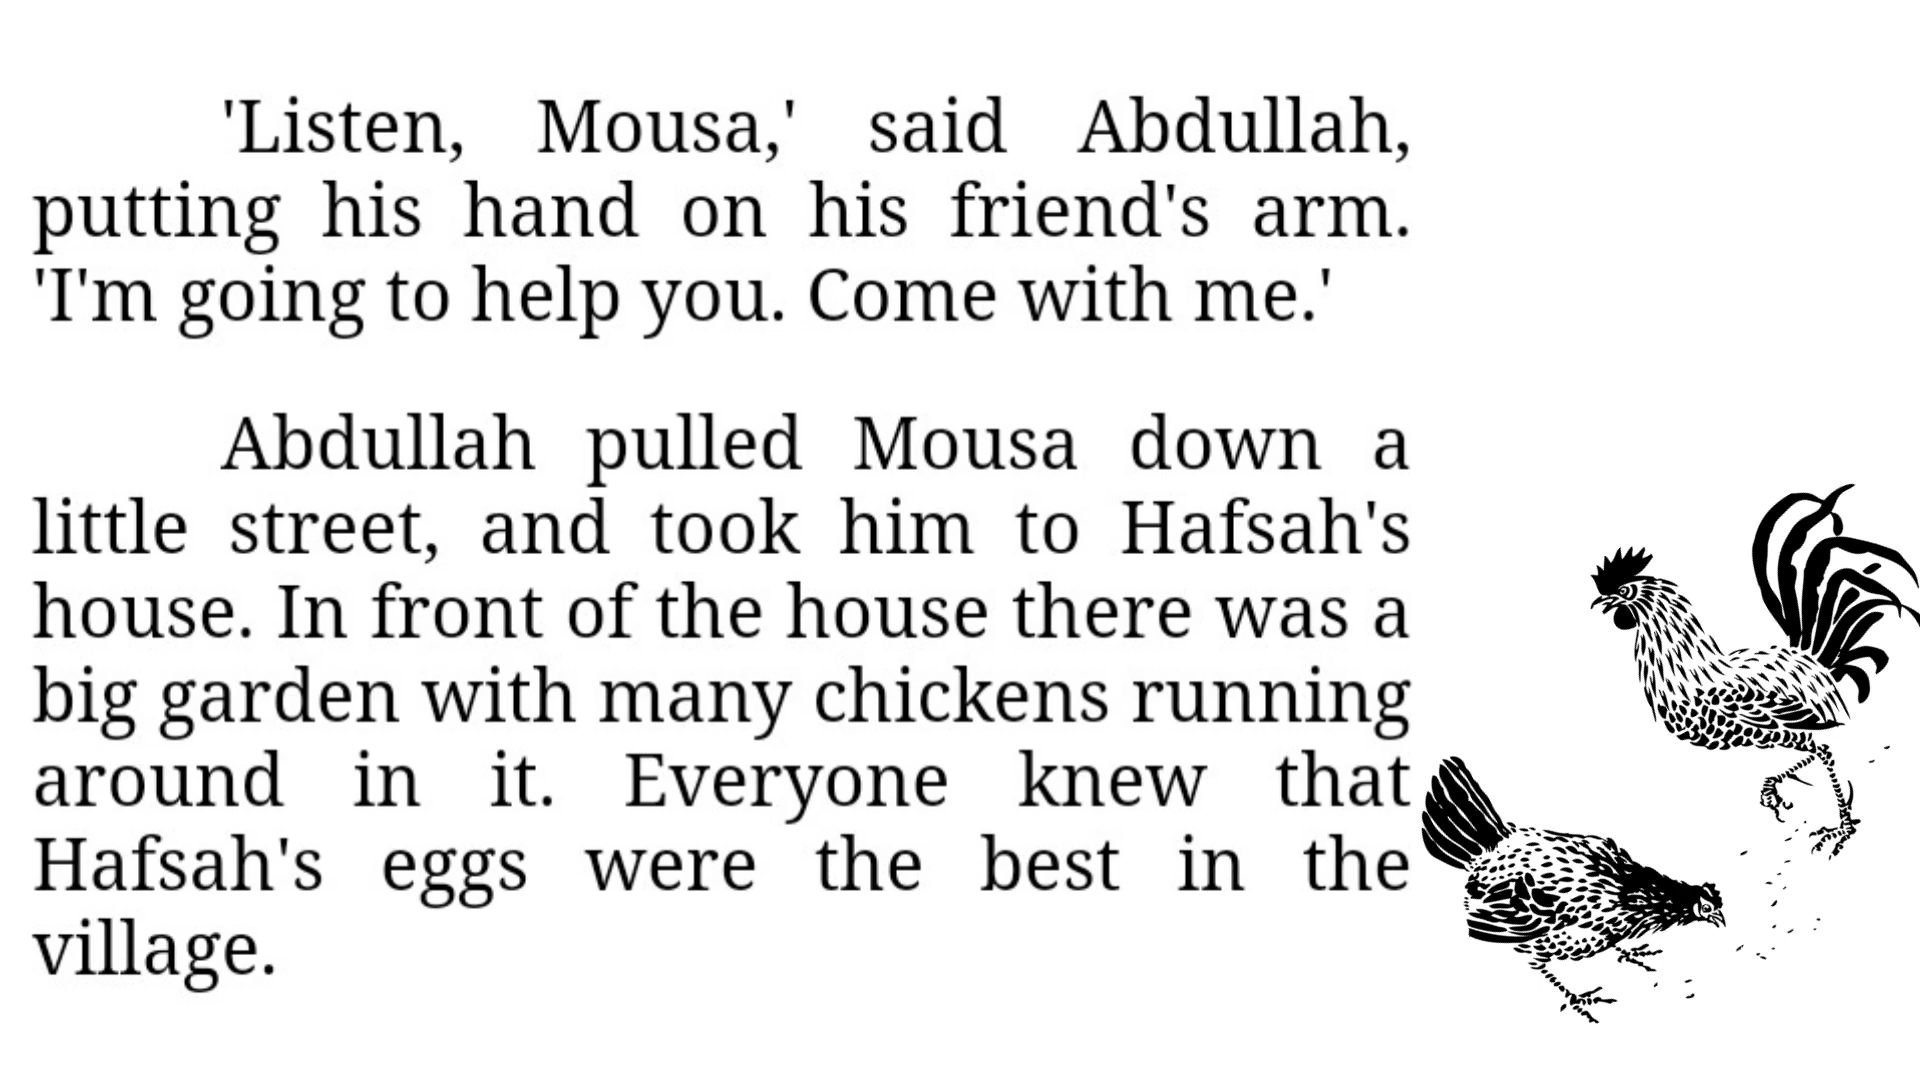 'Listen, Mousa,' said Abdullah,
putting his hand on his friend's arm.
'I'm going to help you. Come with me.'
Abdullah pulled Mousa down a
little street, and took him to Hafsah's
house. In front of the house there was a
big garden with many chickens running
around in it. Everyone knew that
Hafsah's eggs were the best in the
village.